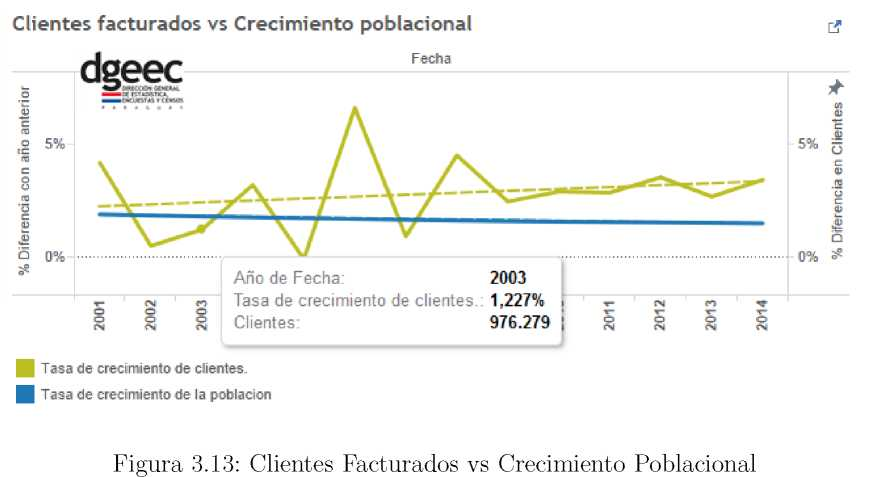 Clientes facturados vs Crecimiento poblacional
Fecha
dgeec
DIRECCIÓN GENERAL
DE ESTADÍSTICA,
ENCUESTAS Y CENSOS
P A R A G U A Y
% Diferencia con año anterior
5%
0%
5%
0%
% Diferencia en Clientes
Año de Fecha: 2003
Tasa de crecimiento de clientes.: 1,227%
Clientes: 976.279
2001
2002
2003
2011
2012
2013
2014
Tasa de crecimiento de clientes.
Tasa de crecimiento de la poblacion
Figura 3.13: Clientes Facturados vs Crecimiento Poblacional